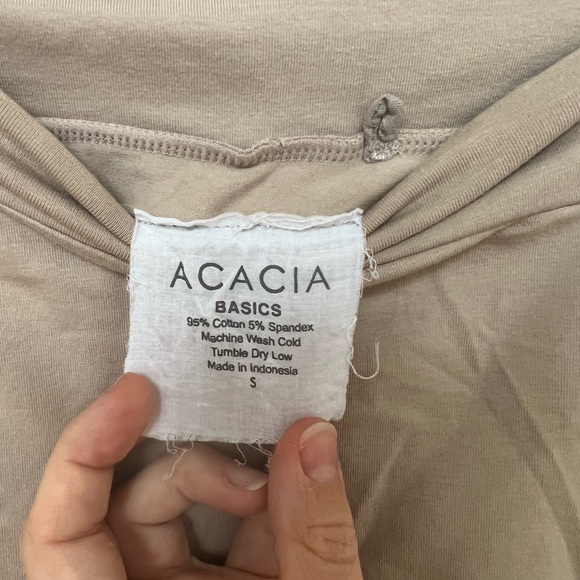 ACACIA
BASICS
95% Cotton 5% Spandex
Machine Wash Cold
Tumble Dry Low
Made in Indonesia
S